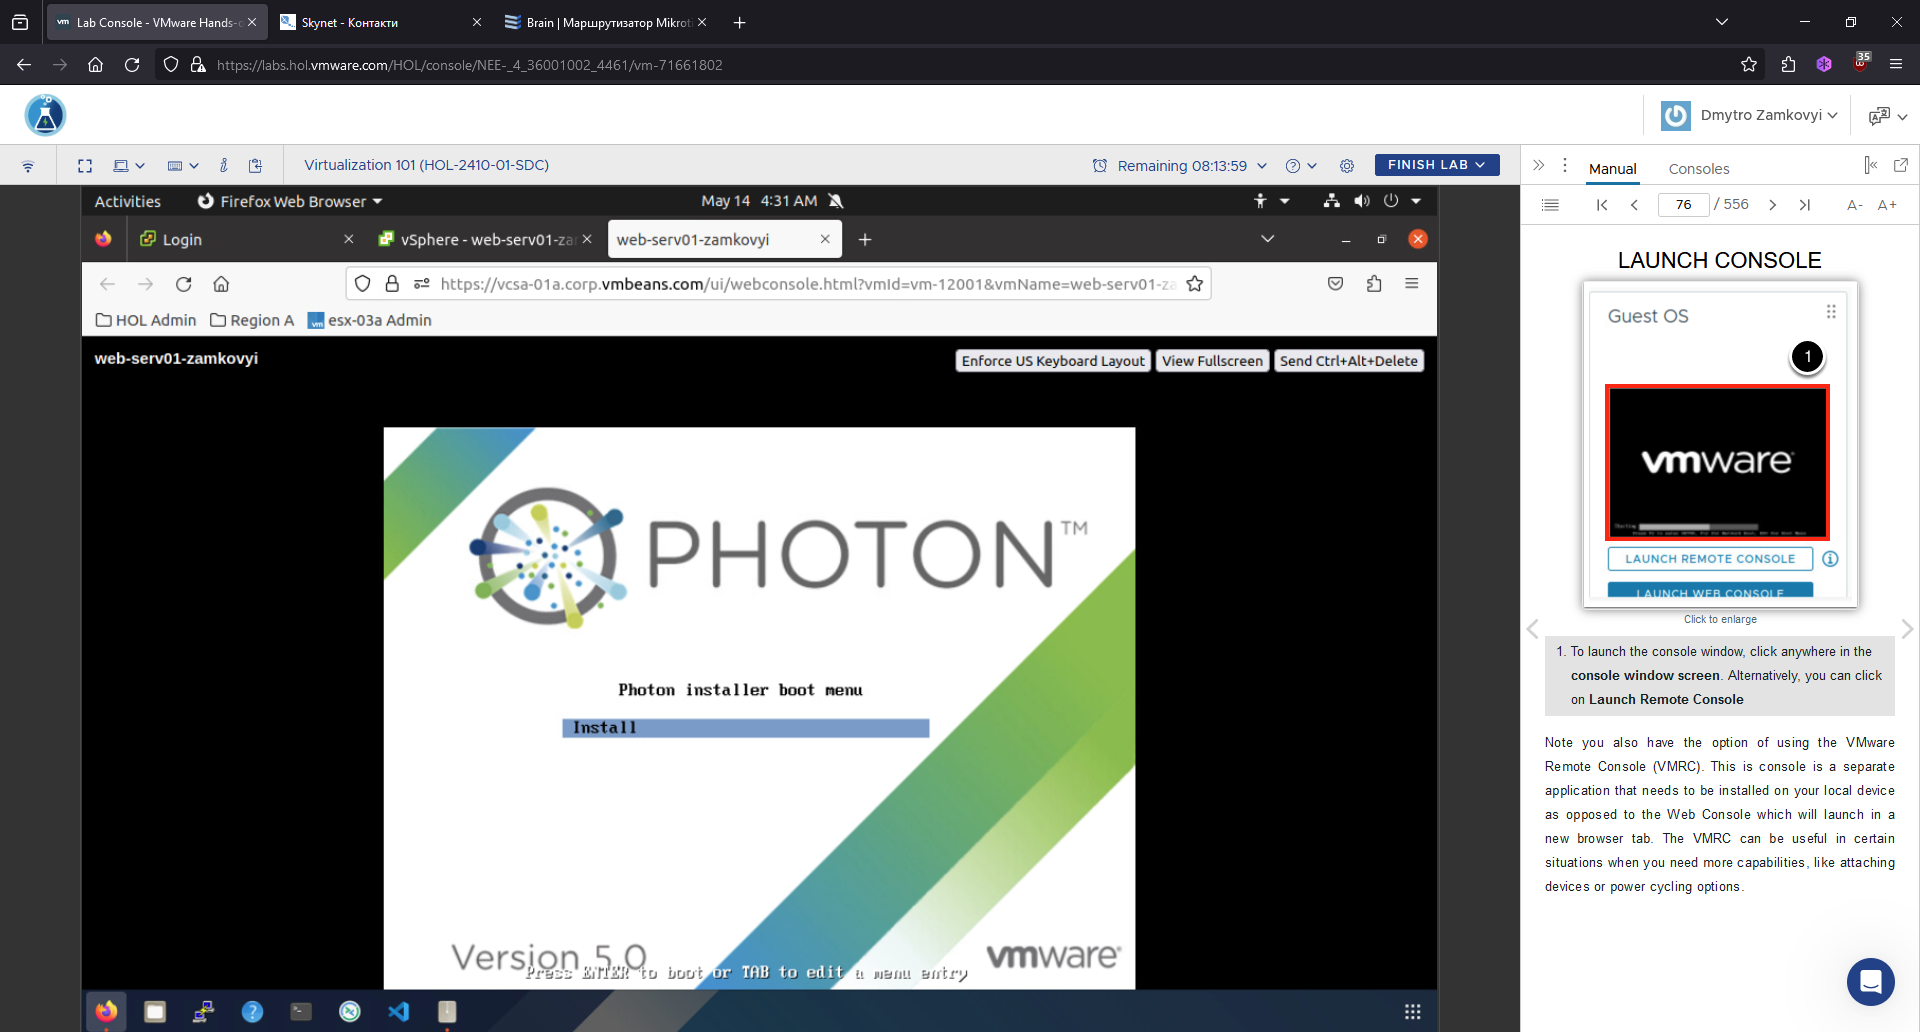 Lab Console - VMware Hands-o
Skynet - Контакти
Brain | Маршрутизатор Mikrot
https://labs.hol.vmware.com/HOL/console/NEE-_4_36001002_4461/vm-71661802
35
Dmytro Zamkovyi
Virtualization 101 (HOL-2410-01-SDC)
Remaining 08:13:59
FINISH LAB
Manual
Consoles
76 / 556
A- A+
Activities
Firefox Web Browser
May 14 4:31 AM
Login
vSphere - web-serv01-za
web-serv01-zamkovyi
https://vcsa-01a.corp.vmbeans.com/ui/webconsole.html?vmId=vm-12001&vmName=web-serv01-za
HOL Admin
Region A
vm
esx-03a Admin
web-serv01-zamkovyi
Enforce US Keyboard Layout
View Fullscreen
Send Ctrl+Alt+Delete
PHOTON™
Photon installer boot menu
Install
Version 5.0
Press ENTER to boot or TAB to edit a menu entry
vmware®
LAUNCH CONSOLE
Guest OS
1
vmware®
LAUNCH REMOTE CONSOLE
LAUNCH WEB CONSOLE
Click to enlarge
1. To launch the console window, click anywhere in the
console window screen. Alternatively, you can click
on Launch Remote Console
Note you also have the option of using the VMware
Remote Console (VMRC). This is console is a separate
application that needs to be installed on your local device
as opposed to the Web Console which will launch in a
new browser tab. The VMRC can be useful in certain
situations when you need more capabilities, like attaching
devices or power cycling options.